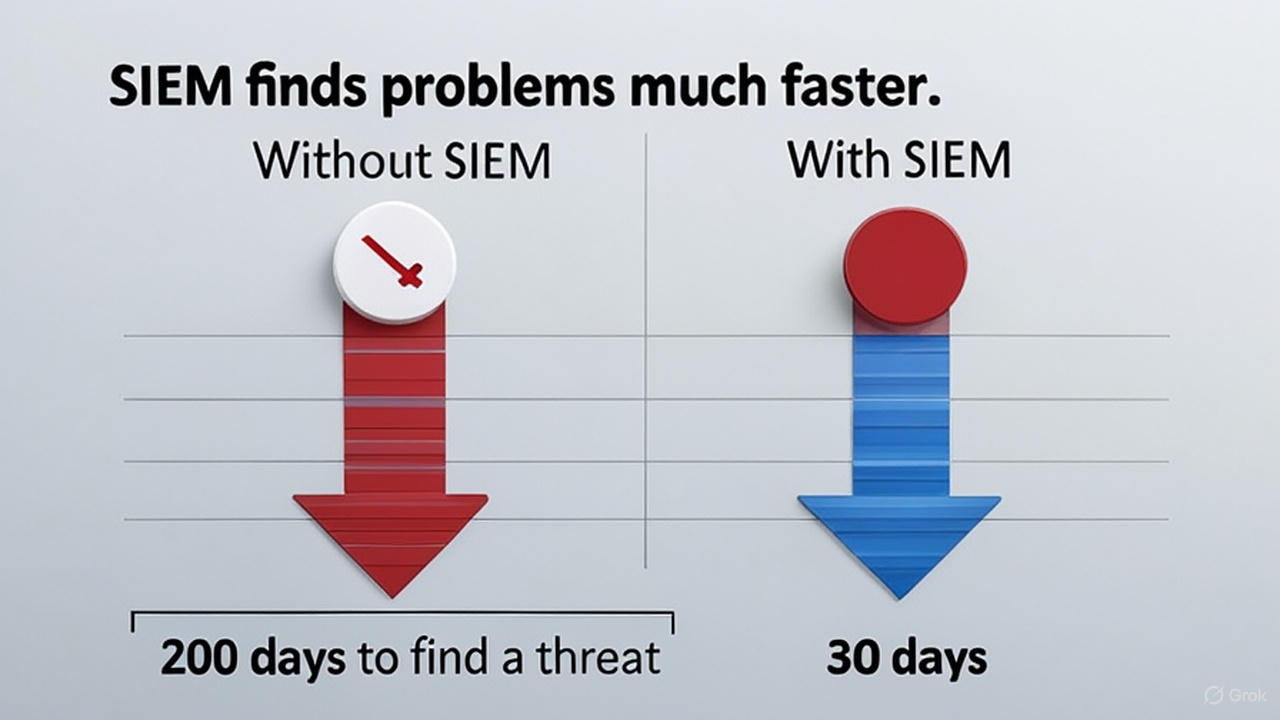 SIEM finds problems much faster.
Without SIEM
With SIEM
200 days to find a threat
30 days
Grok